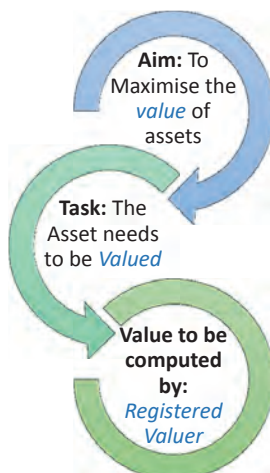 Aim: To
Maximise the
value of
assets
Task: The
Asset needs
to be Valued
Value to be
computed
by:
Registered
Valuer